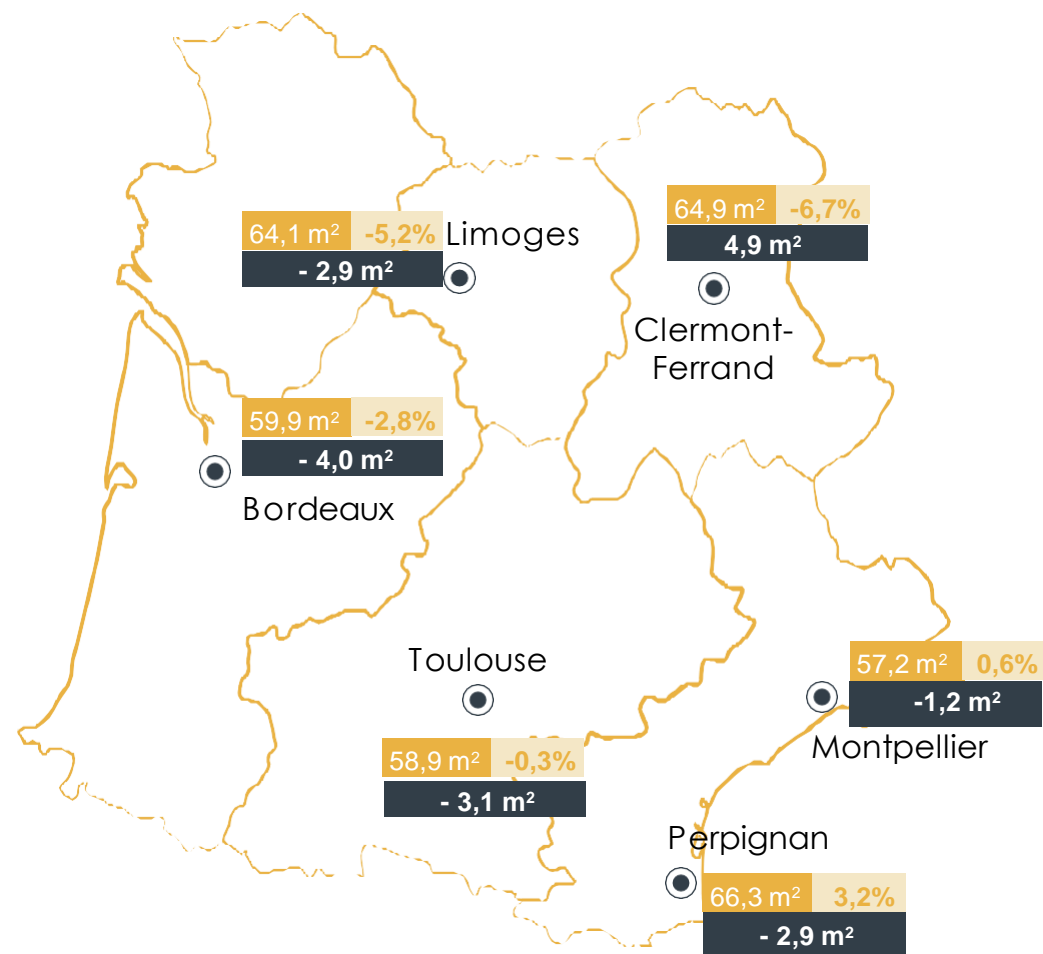 64,9 m² -6,7%
4,9 m²
Clermont-
Ferrand
64,1 m² -5,2%
- 2,9 m²
Limoges
59,9 m² -2,8%
- 4,0 m²
Bordeaux
Toulouse
58,9 m² -0,3%
- 3,1 m²
57,2 m² 0,6%
-1,2 m²
Montpellier
Perpignan
66,3 m² 3,2%
- 2,9 m²